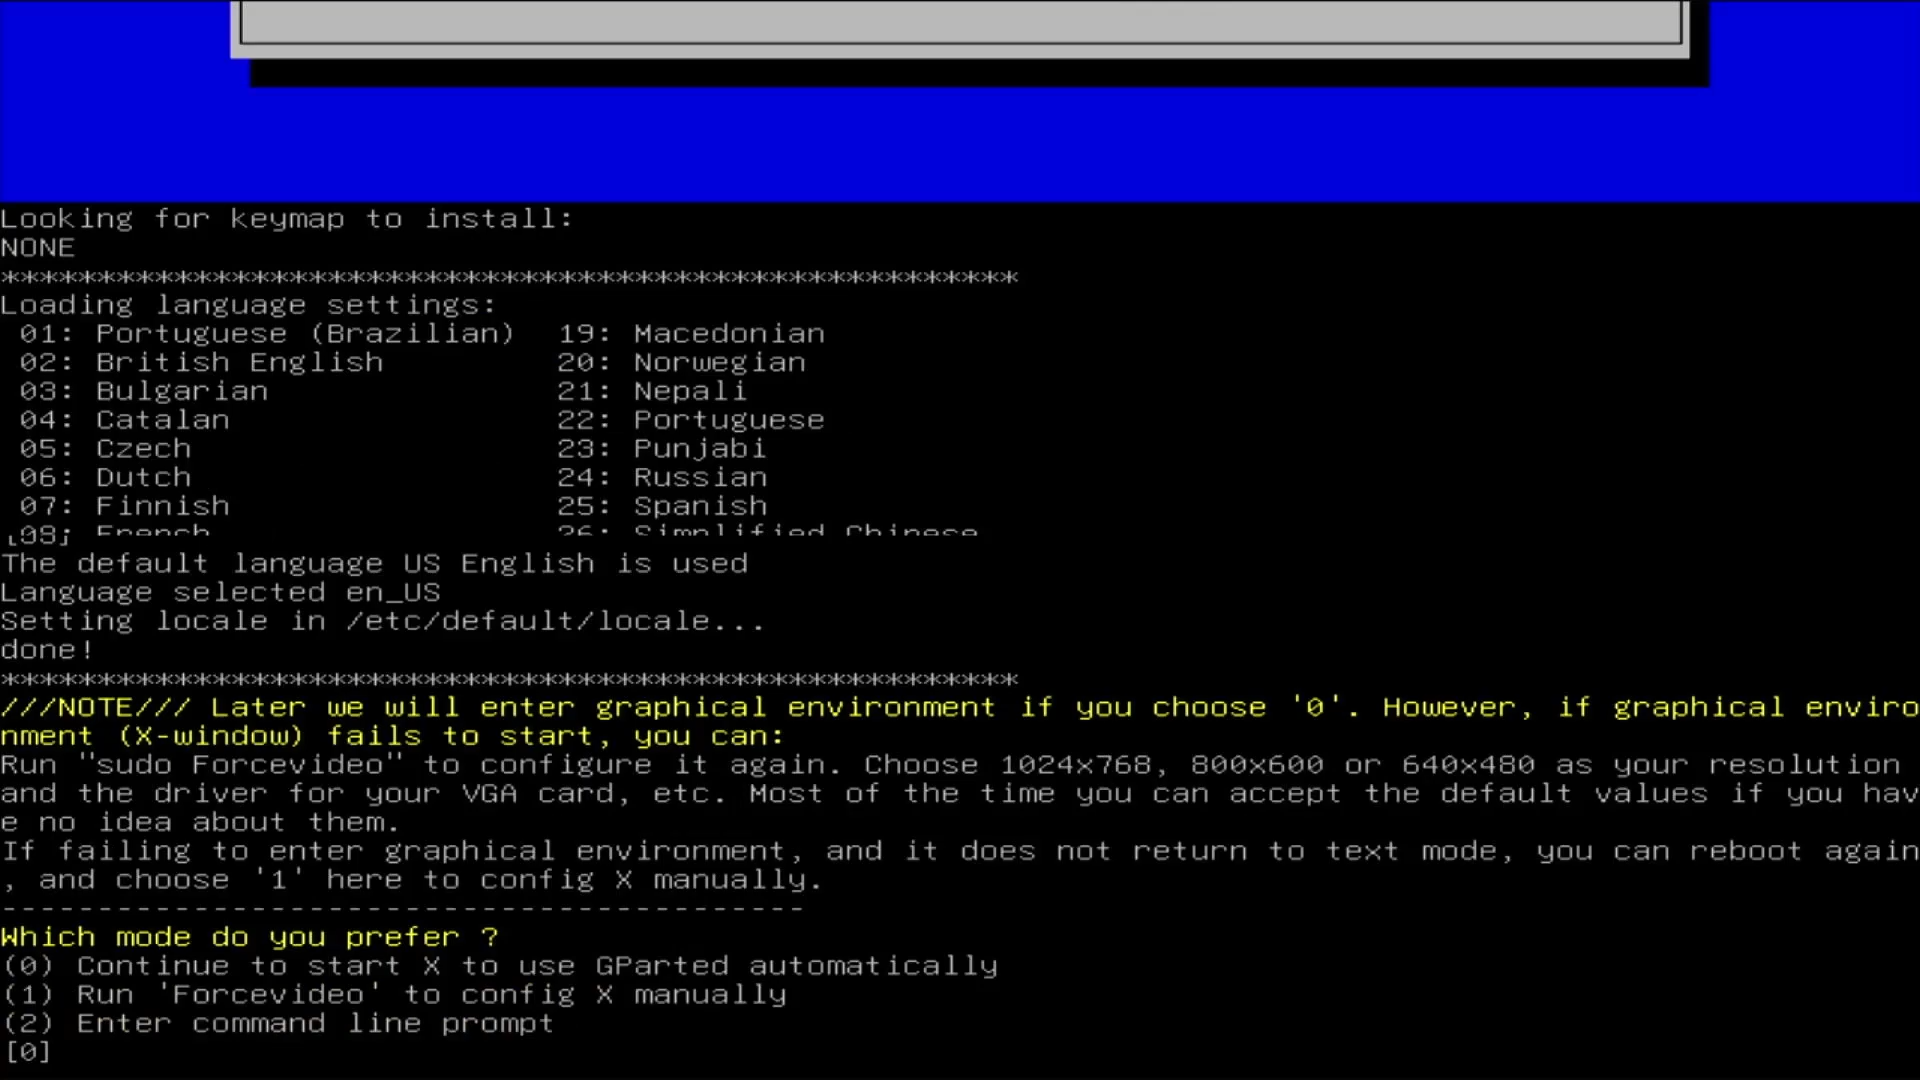 Looking for keymap to install:
NONE
*****************************************************
Loading language settings:
01: Portuguese (Brazilian) 19: Macedonian
02: British English 20: Norwegian
03: Bulgarian 21: Nepali
04: Catalan 22: Portuguese
05: Czech 23: Punjabi
06: Dutch 24: Russian
07: Finnish 25: Spanish
08: French 26: Simplified Chinese
The default language US English is used
Language selected en_US
Setting locale in /etc/default/locale...
done!
*****************************************************
///NOTE/// Later we will enter graphical environment if you choose '0'. However, if graphical enviro
nment (X-window) fails to start, you can:
Run "sudo Forcevideo" to configure it again. Choose 1024x768, 800x600 or 640x480 as your resolution
and the driver for your VGA card, etc. Most of the time you can accept the default values if you hav
e no idea about them.
If failing to enter graphical environment, and it does not return to text mode, you can reboot again
, and choose '1' here to config X manually.
------------------------------------------
Which mode do you prefer ?
(0) Continue to start X to use GParted automatically
(1) Run 'Forcevideo' to config X manually
(2) Enter command line prompt
[0]